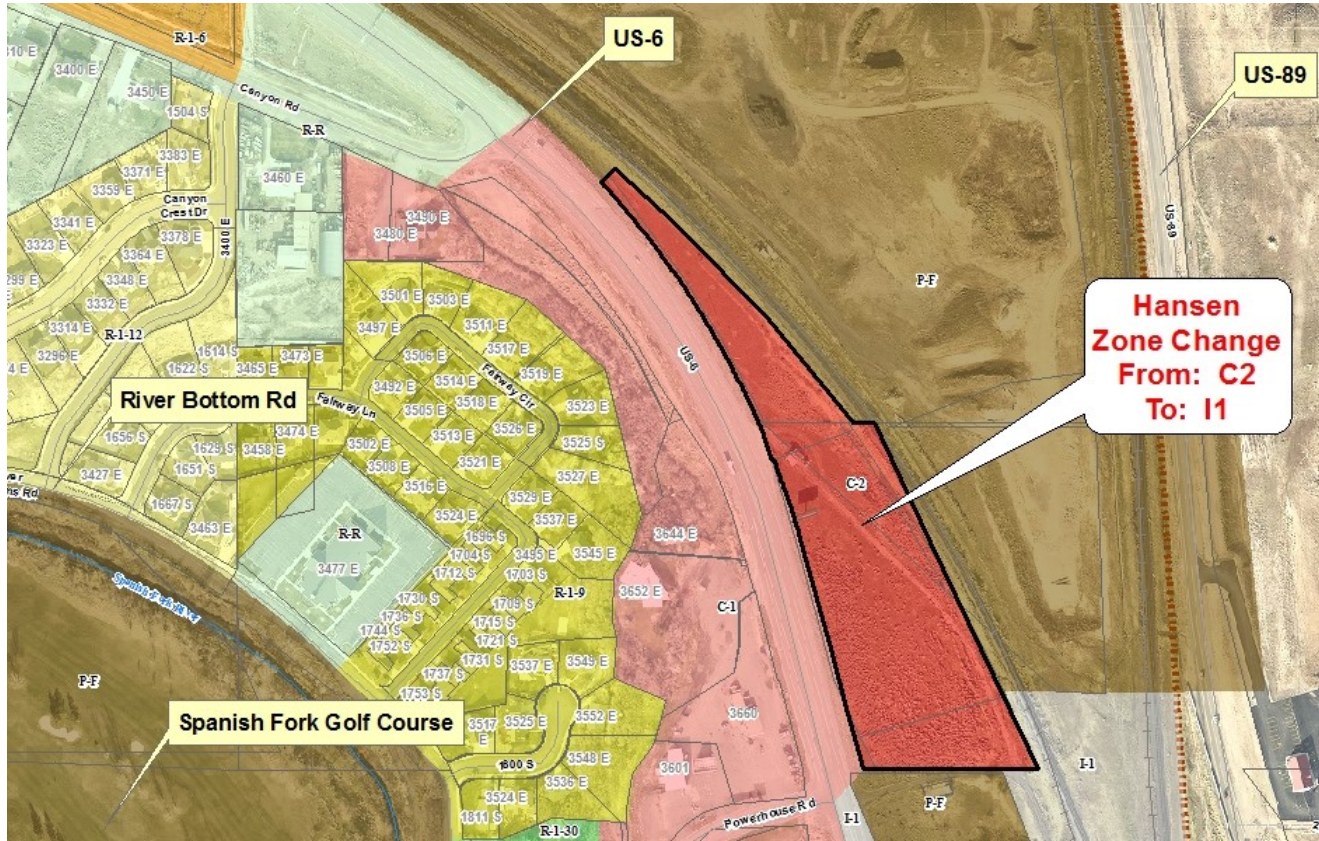 R-1-6
US-6
US-89
3400 E
3450 E
1504 S
Canyon Rd
R-R
3383 E
3371 E
3359 E
3460 E
Canyon
Crest Dr
3341 E
3378 E
3400 E
3323 E
3364 E
3490 E
3480 E
US-89
3348 E
3332 E
3314 E
R-1-12
3296 E
1614 S
1622 S
3465 E
3473 E
3501 E
3503 E
3497 E
3511 E
3506 E
3517 E
3519 E
US-6
P-F
Hansen
Zone Change
From: C2
To: I1
River Bottom Rd
Fairway Ln
3492 E
3514 E
Fairway Cir
3505 E
3518 E
3523 E
3526 E
3513 E
3525 S
1656 S
1629 S
3474 E
3458 E
3502 E
3508 E
3521 E
3427 E
1651 S
3516 E
3527 E
1667 S
3529 E
3463 E
3524 E
3537 E
C-2
R-R
3477 E
1696 S
1704 S
1712 S
3495 E
3545 E
3644 E
1703 S
Spanish Fork River
1730 S
1736 S
1744 S
1752 S
1709 S
1715 S
1721 S
1731 S
R-1-9
3652 E
C-1
1737 S
1753 S
3537 E
3549 E
P-F
Spanish Fork Golf Course
3517
E
3525 E
3552 E
3660
1800 S
3548 E
3536 E
3601
3524 E
1811 S
R-1-30
Powerhouse Rd
I-1
P-F
I-1